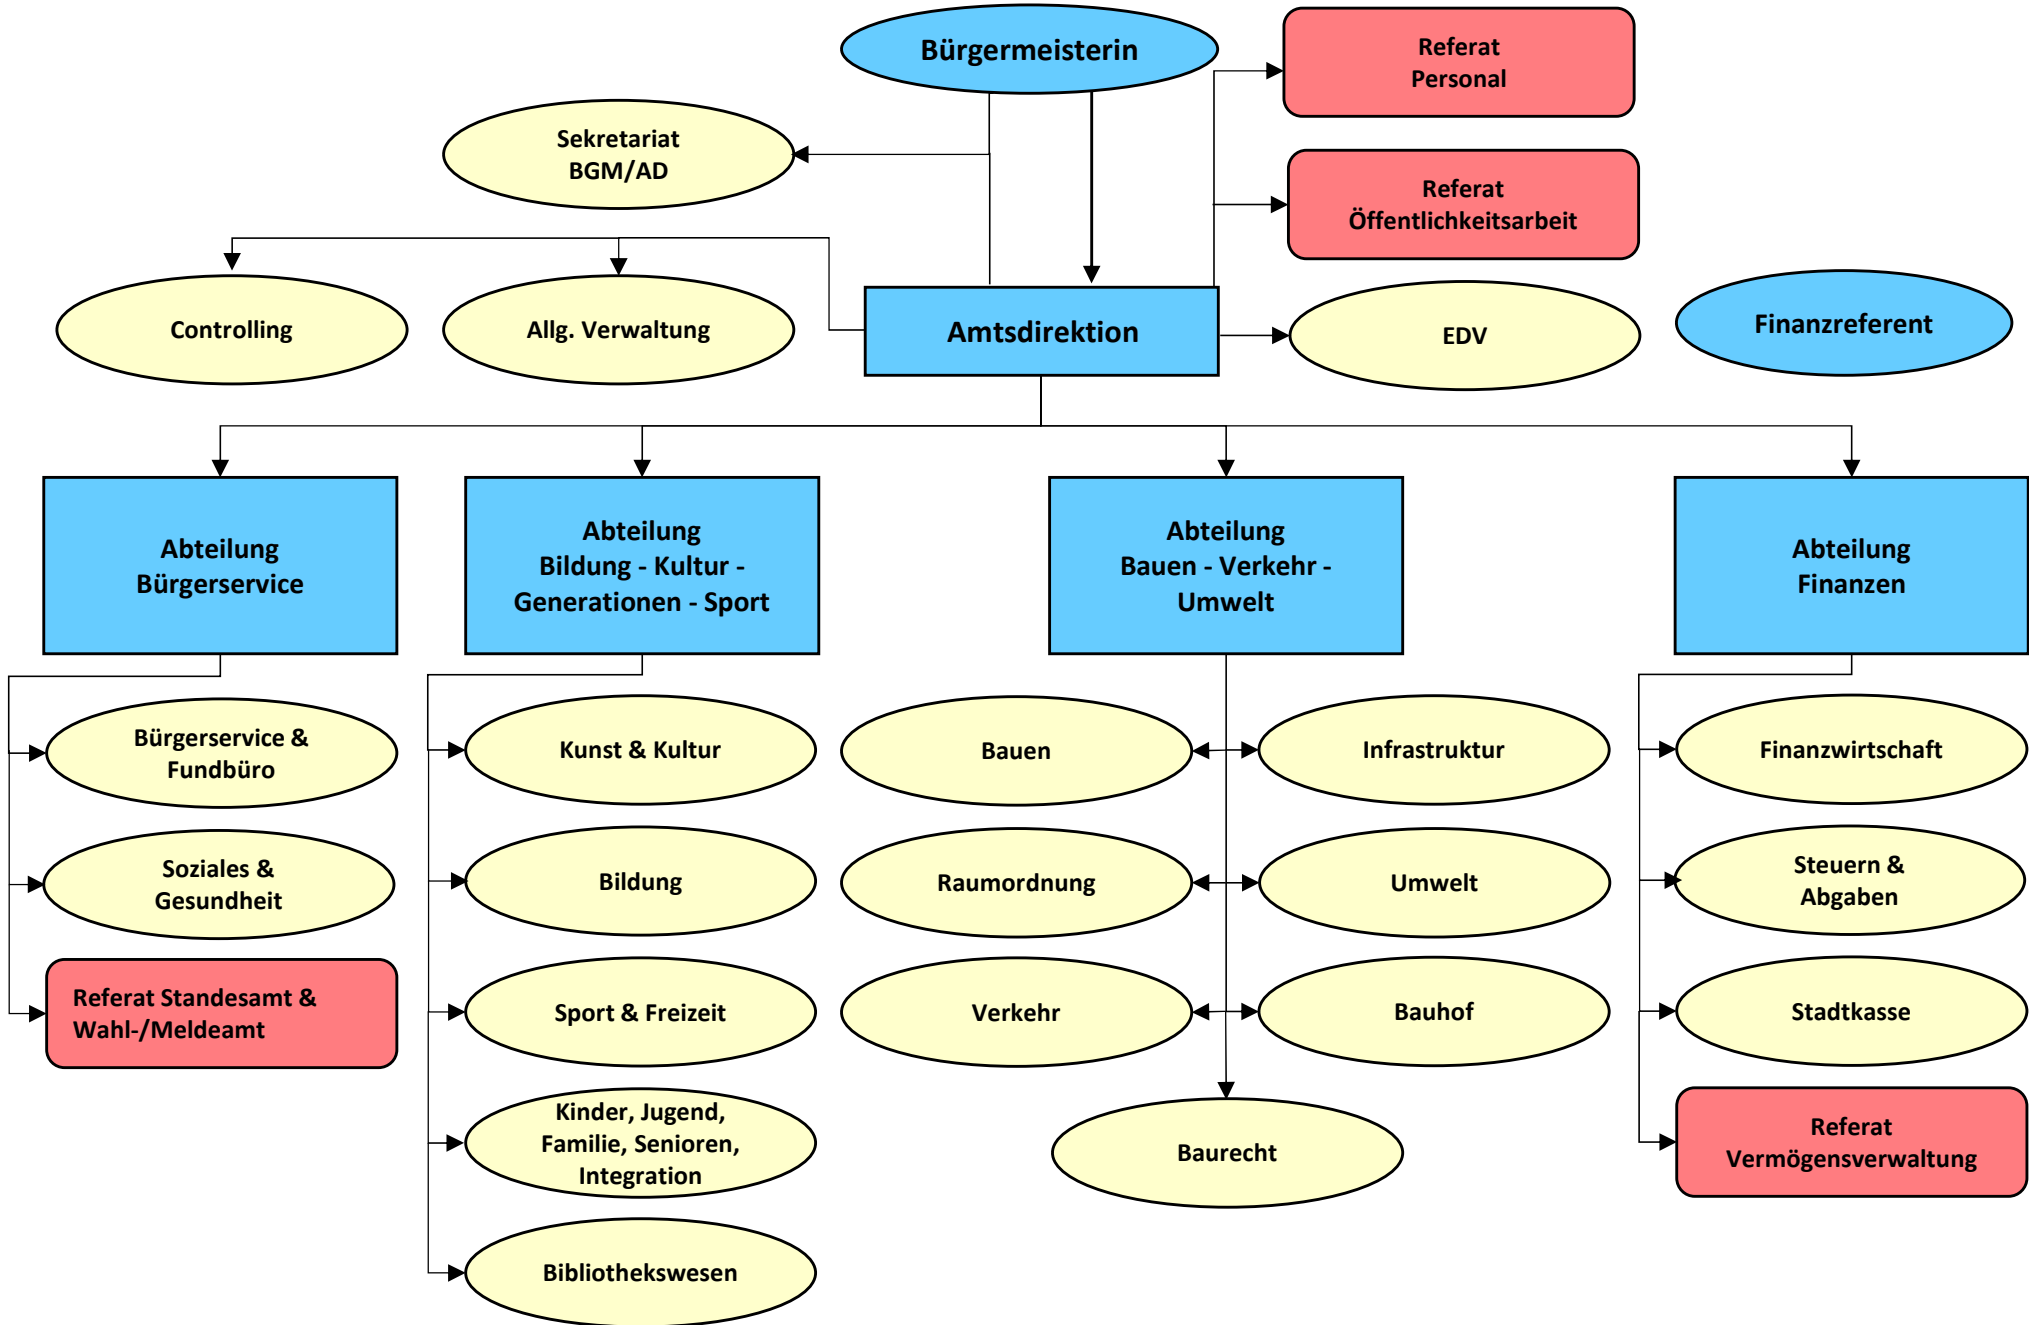 Bürgermeisterin
Referat
Personal
Sekretariat
BGM/AD
Referat
Öffentlichkeitsarbeit
Controlling
Allg. Verwaltung
Amtsdirektion
EDV
Finanzreferent
Abteilung
Bürgerservice
Abteilung
Bildung - Kultur -
Generationen - Sport
Abteilung
Bauen - Verkehr -
Umwelt
Abteilung
Finanzen
Bürgerservice &
Fundbüro
Soziales &
Gesundheit
Referat Standesamt &
Wahl-/Meldeamt
Kunst & Kultur
Bildung
Sport & Freizeit
Kinder, Jugend,
Familie, Senioren,
Integration
Bibliothekswesen
Bauen
Infrastruktur
Raumordnung
Umwelt
Verkehr
Bauhof
Baurecht
Finanzwirtschaft
Steuern &
Abgaben
Stadtkasse
Referat
Vermögensverwaltung